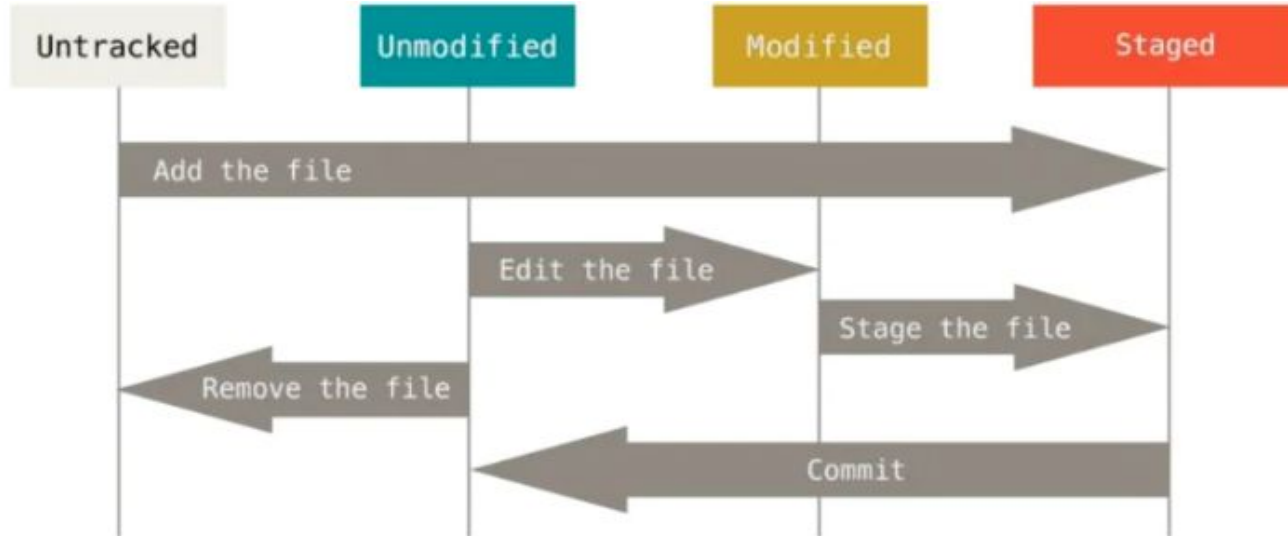 Untracked
Unmodified
Modified
Staged
Add the file
Edit the file
Stage the file
Remove the file
Commit